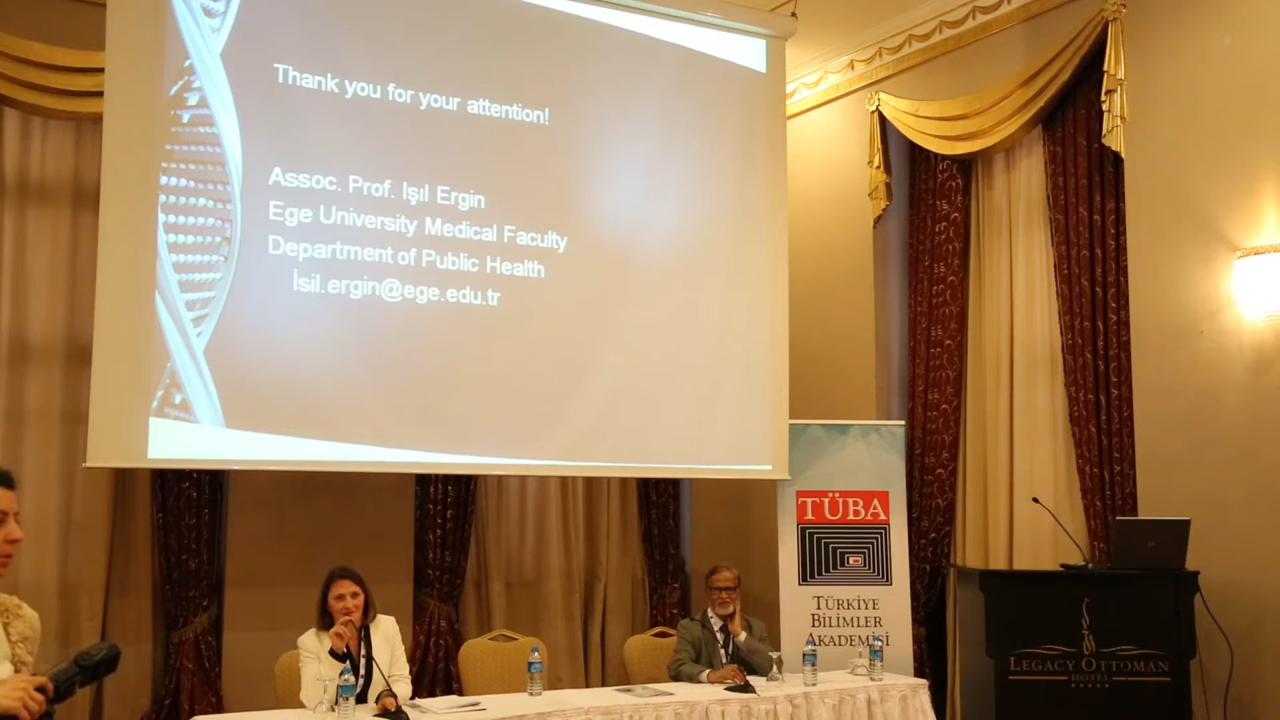 Thank you for your attention!
Assoc. Prof. Işıl Ergin
Ege University Medical Faculty
Department of Public Health
İsil.ergin@ege.edu.tr
TÜBA
TÜRKİYE
BİLİMLER
AKADEMİSİ
LEGACY OTTOMAN
HOTEL